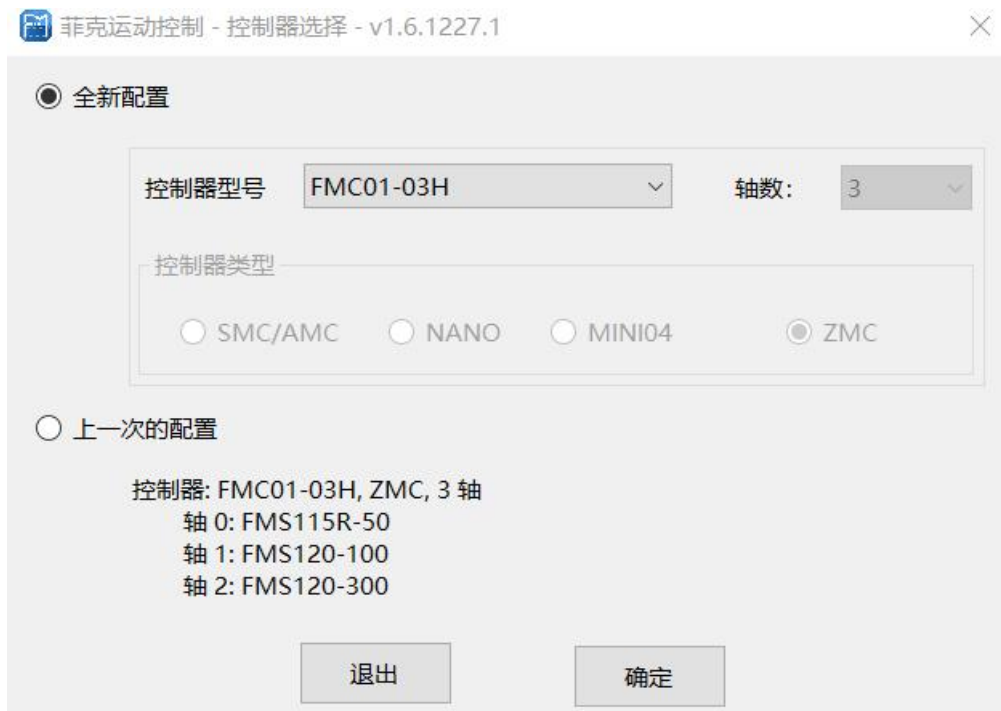 菲克运动控制 - 控制器选择 - v1.6.1227.1
全新配置
控制器型号 FMC01-03H 轴数: 3
控制器类型
SMC/AMC NANO MINI04 ZMC
上一次的配置
控制器: FMC01-03H, ZMC, 3 轴
轴 0: FMS115R-50
轴 1: FMS120-100
轴 2: FMS120-300
退出 确定